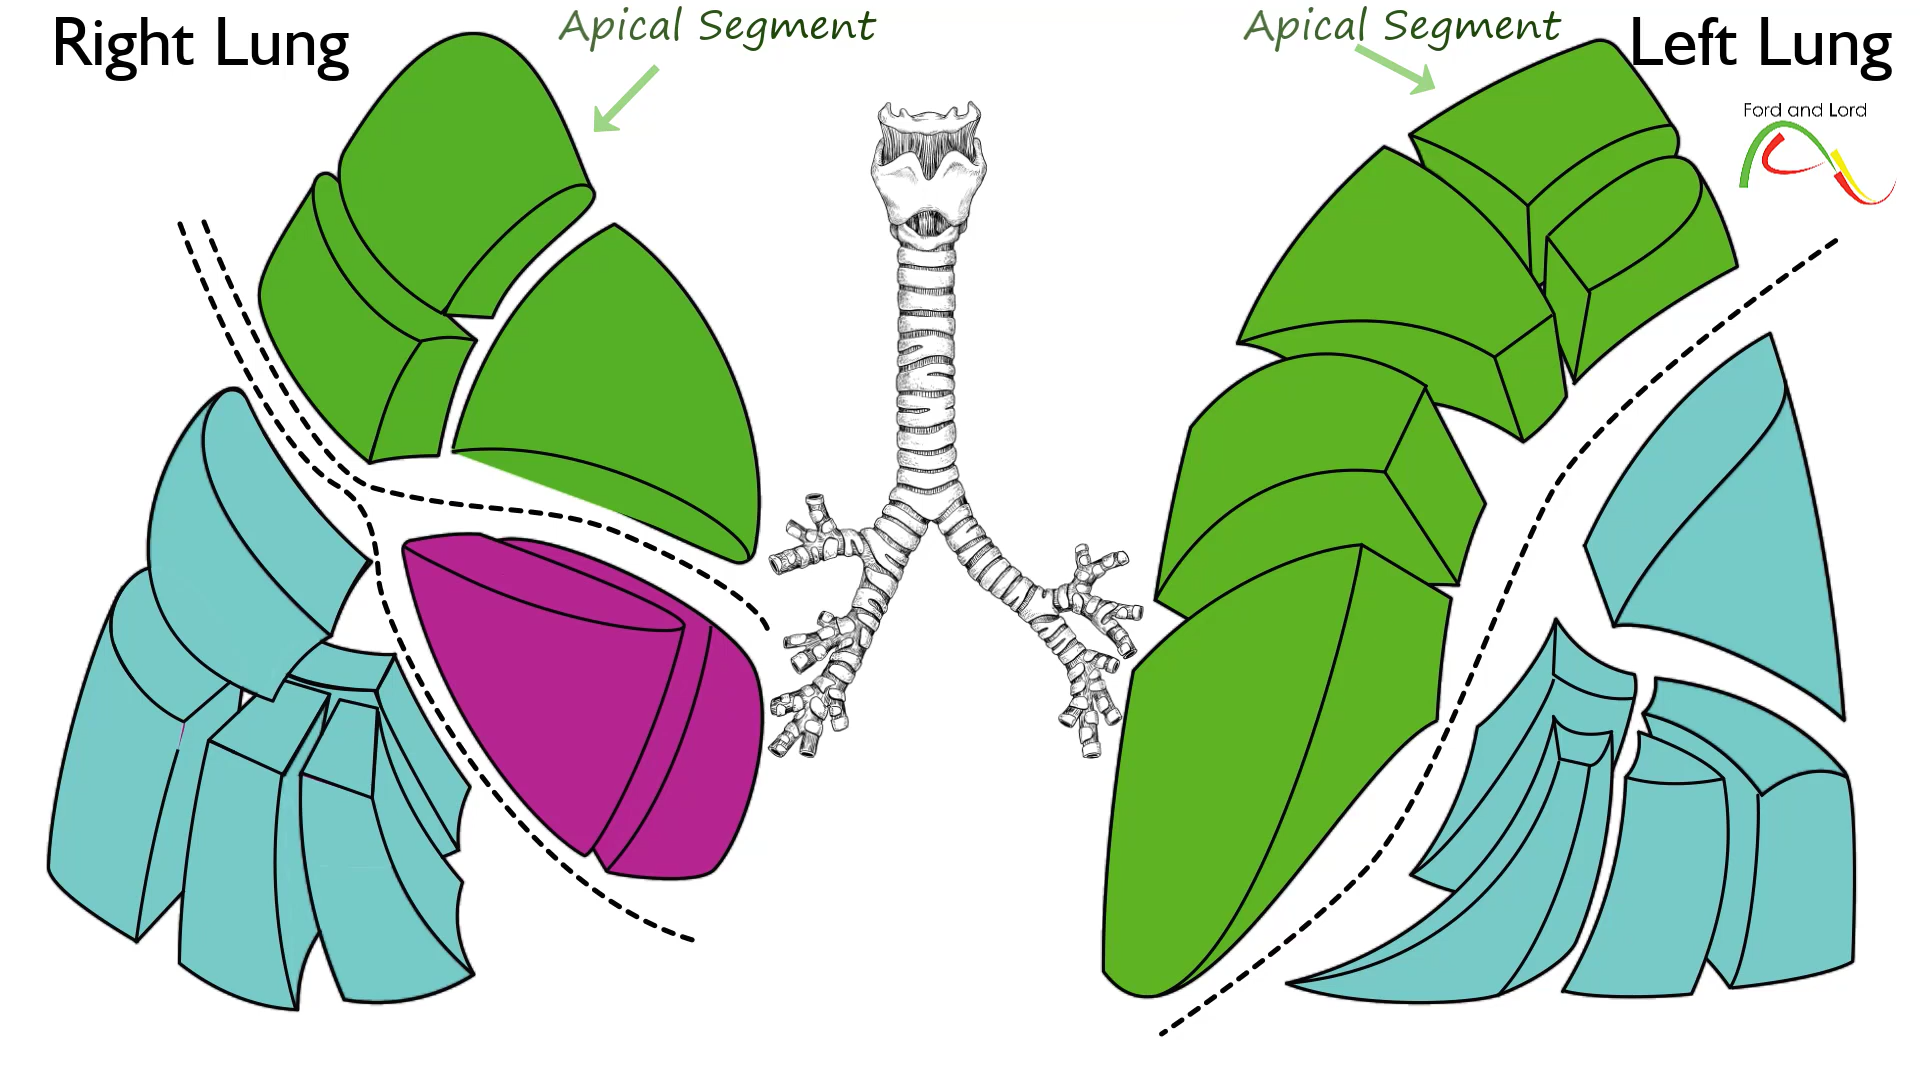 Right Lung
Apical Segment
Apical Segment
Left Lung
Ford and Lord